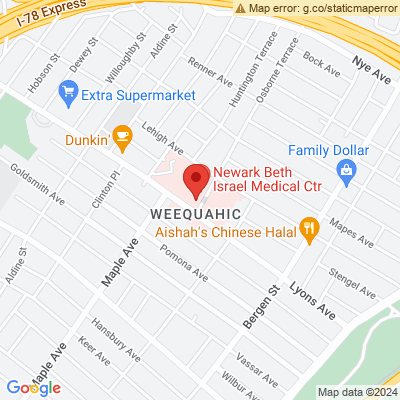 Map error: g.co/staticmaperror
I-78 Express
Nye Ave
Hobson St
Dewey St
Willoughby St
Aldine St
Renner Ave
Huntington Terrace
Osborne Terrace
Bock Ave
Extra Supermarket
Lehigh Ave
Dunkin'
Family Dollar
Goldsmith Ave
Clinton Pl
Newark Beth
Israel Medical Ctr
WEEQUAHIC
Aishah's Chinese Halal
Mapes Ave
Aldine St
Maple Ave
Pomona Ave
Stengel Ave
Lyons Ave
Bergen St
Hansbury Ave
Keer Ave
Maple Ave
Vassar Ave
Wilbur Ave
Google
Map data ©2024